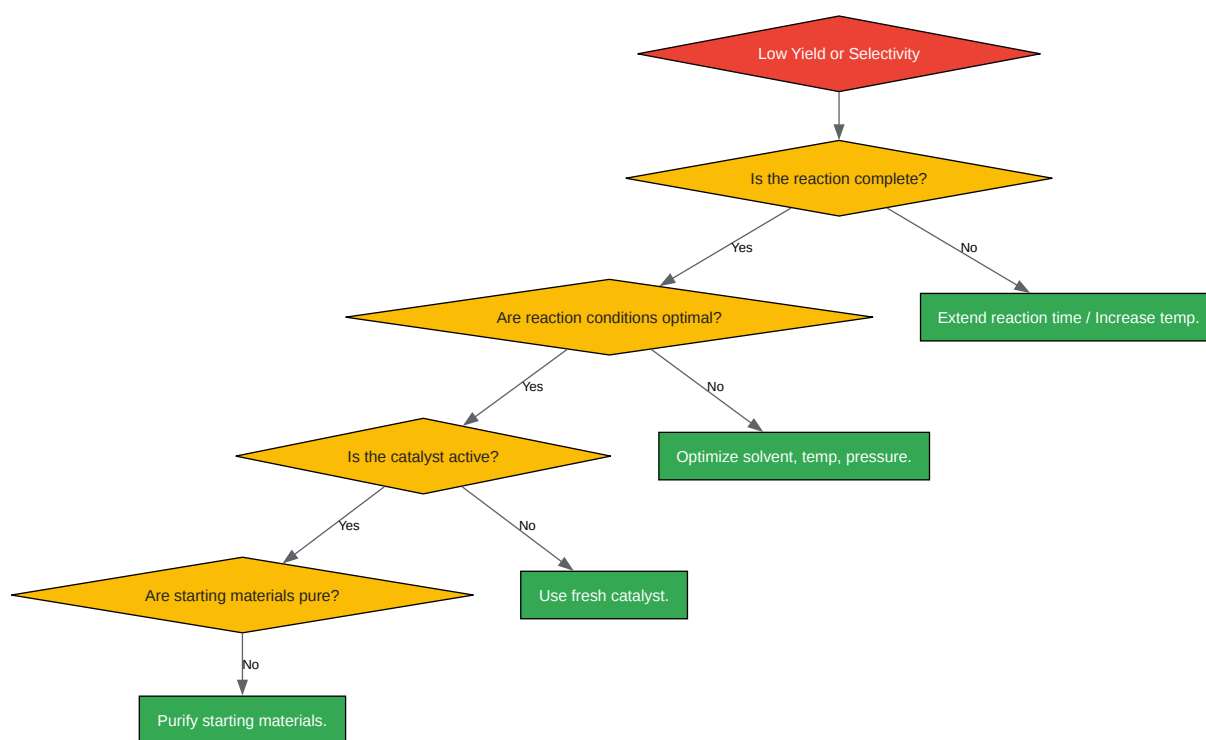 Low Yield or Selectivity
Is the reaction complete?
Yes
No
Are reaction conditions optimal?
Extend reaction time / Increase temp.
Yes
No
Is the catalyst active?
Optimize solvent, temp, pressure.
Yes
No
Are starting materials pure?
Use fresh catalyst.
No
Purify starting materials.